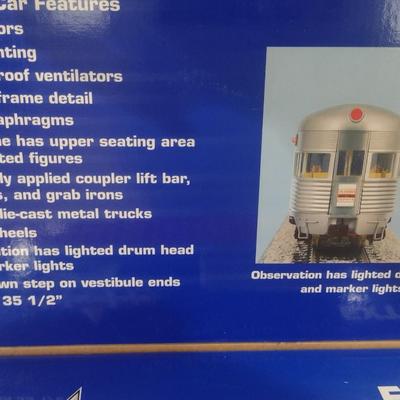 Car Features
ors
nting
roof ventilators
frame detail
aphragms
ne has upper seating area
ted figures
ly applied coupler lift bar,
s, and grab irons
die-cast metal trucks
heels
tion has lighted drum head
arker lights
wn step on vestibule ends
35 1/2"
Observation has lighted
and marker lights